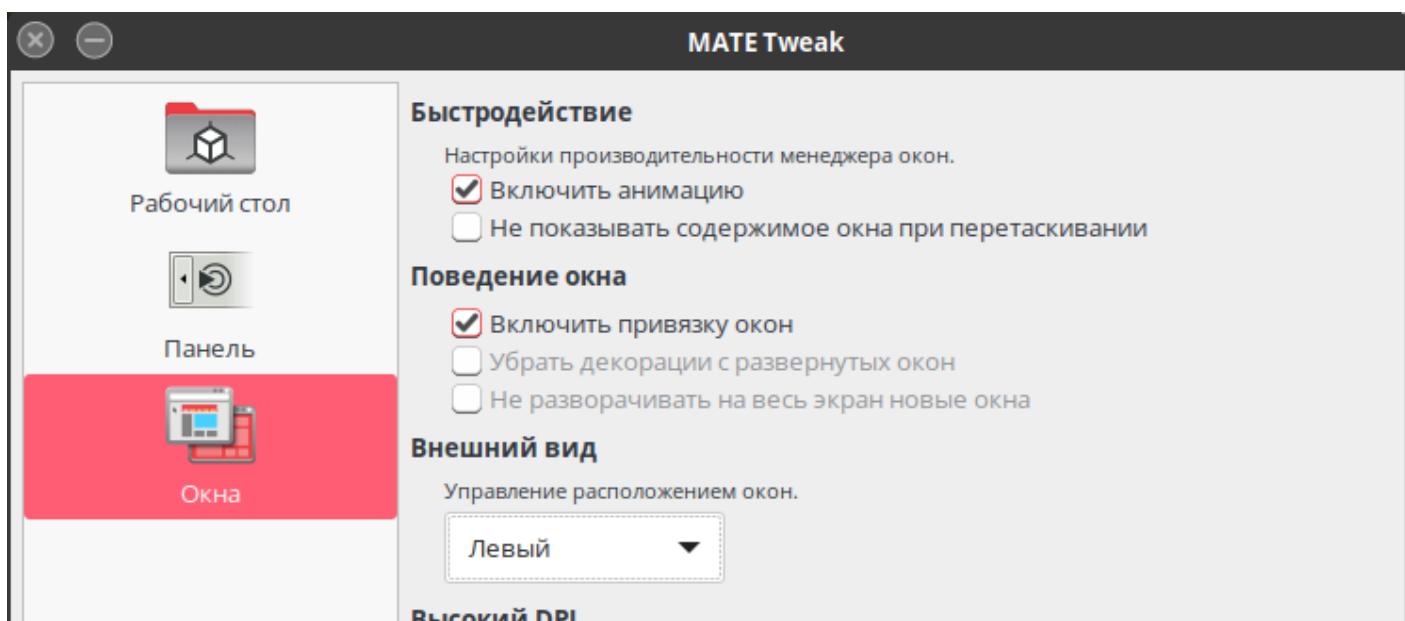 MATE Tweak
Рабочий стол
Панель
Окна
Быстродействие
Настройки производительности менеджера окон.
Включить анимацию
Не показывать содержимое окна при перетаскивании
Поведение окна
Включить привязку окон
Убрать декорации с развернутых окон
Не разворачивать на весь экран новые окна
Внешний вид
Управление расположением окон.
Левый
Высокий DPI